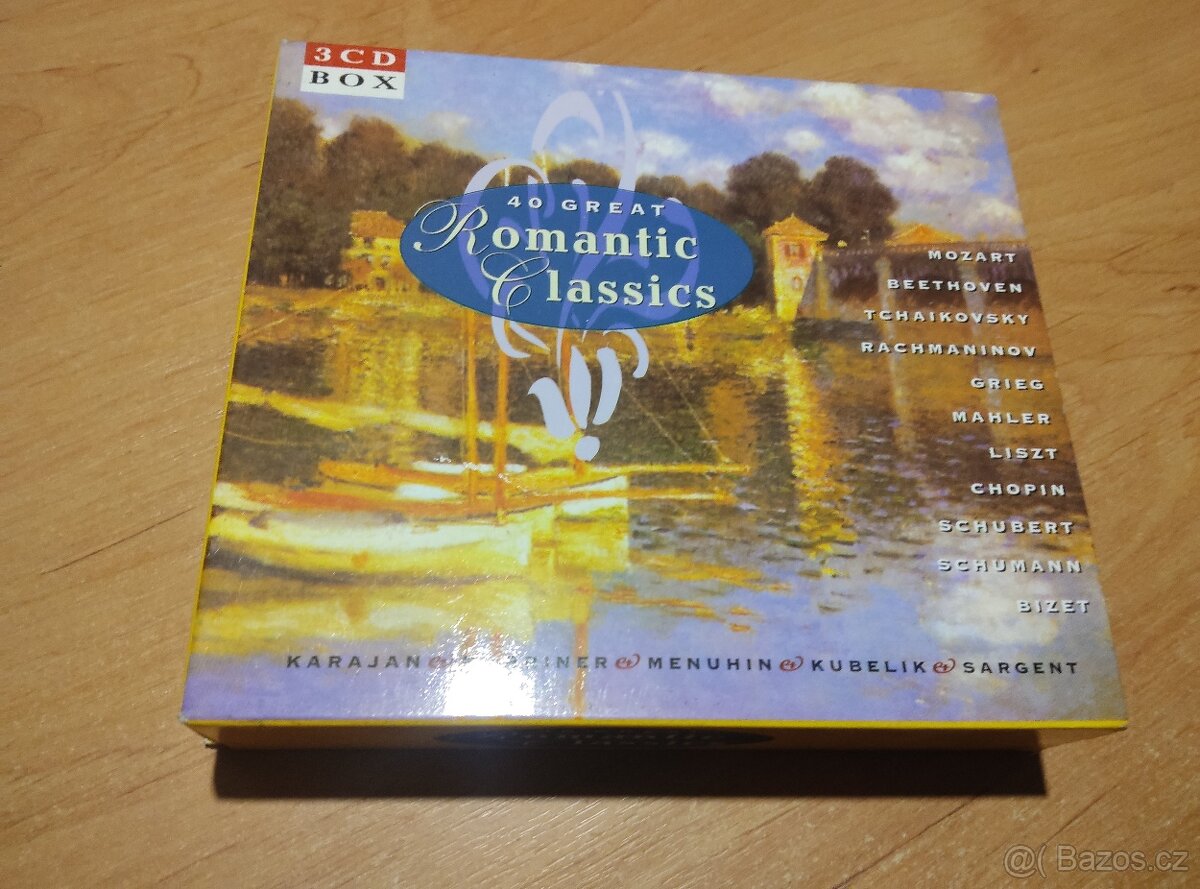 3CD
BOX
40 GREAT
Romantic
Classics
MOZART
BEETHOVEN
TCHAIKOVSKY
RACHMANINOV
GRIEG
MAHLER
LISZT
CHOPIN
SCHUBERT
SCHUMANN
BIZET
KARAJAN & MARRINER & MENUHIN & KUBELIK & SARGENT
@( Bazos.cz